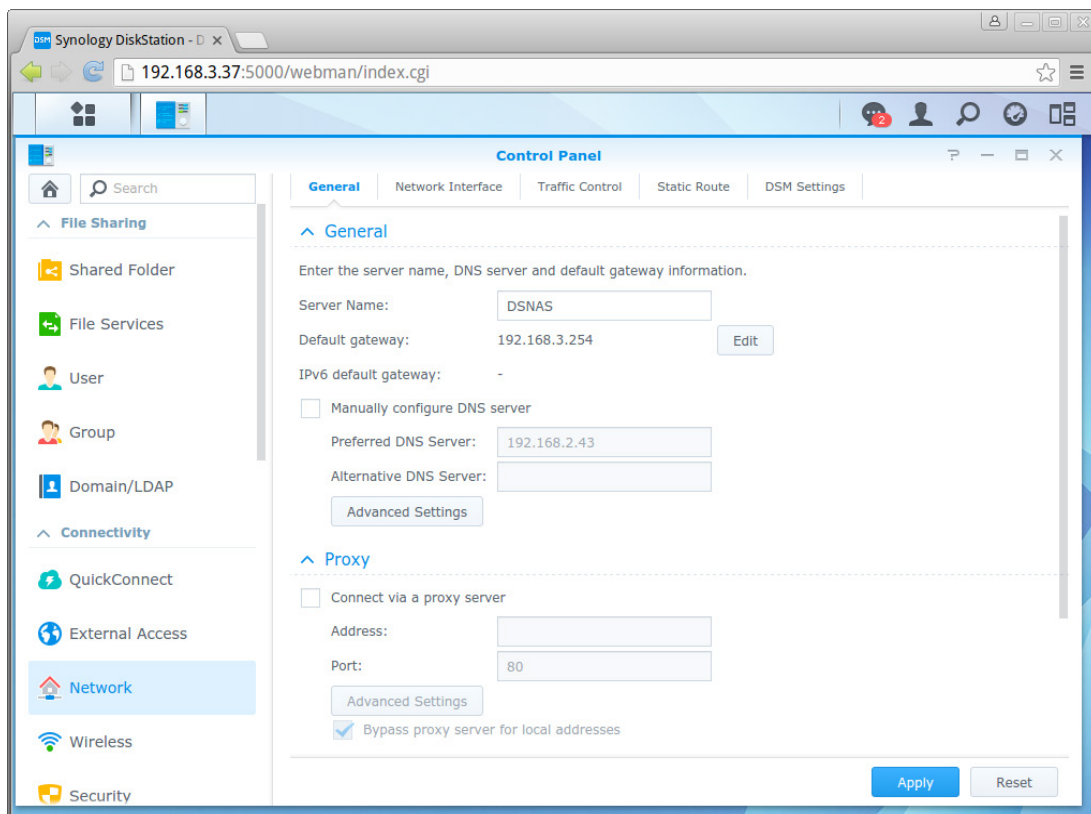 DSM Synology DiskStation - D
192.168.3.37:5000/webman/index.cgi
2
Control Panel
Search
General Network Interface Traffic Control Static Route DSM Settings
File Sharing
Shared Folder
File Services
User
Group
Domain/LDAP
Connectivity
QuickConnect
External Access
Network
Wireless
Security
General
Enter the server name, DNS server and default gateway information.
Server Name: DSNAS
Default gateway: 192.168.3.254 Edit
IPv6 default gateway: -
Manually configure DNS server
Preferred DNS Server: 192.168.2.43
Alternative DNS Server:
Advanced Settings
Proxy
Connect via a proxy server
Address:
Port: 80
Advanced Settings
Bypass proxy server for local addresses
Apply Reset